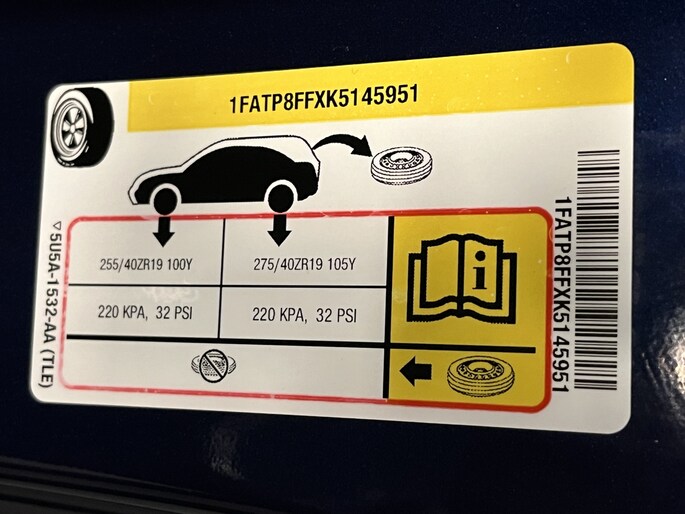 1FATP8FFXK5145951
255/40ZR19 100Y
275/40ZR19 105Y
220 KPA, 32 PSI
220 KPA, 32 PSI
i
▽5U5A-1532-AA (TLE)
1FATP8FFXK5145951